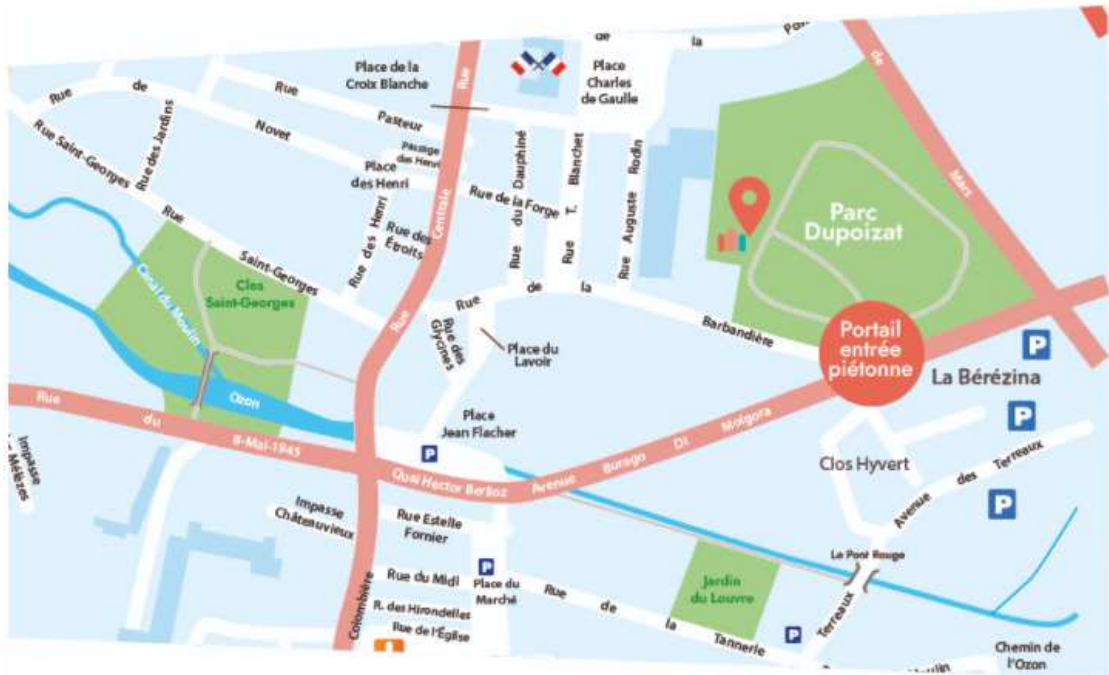 de
la
de
Mars
Place de la
Croix Blanche
Rue
Place
Charles
de Gaulle
Rue
de
Novet
Rue
Pasteur
Passage
des Henri
Place
des Henri
Rue des Jardins
Rue Saint-Georges
Rue
Saint-Georges
Rue de la Forge
Rue du Dauphiné
Rue T. Blanchet
Rue Auguste Rodin
Rue des Henri
Rue des
Étroits
Centrale
Rue
Parc
Dupoizat
Canal du Moulin
Clos
Saint-Georges
Rue
de
la
Barbandière
Rue des
Glycines
Place du
Lavoir
Portail
entrée
piétonne
P
La Bérézina
Ozon
Rue
du
8-Mai-1945
Place
Jean Flacher
P
Quai Hector Berlioz
Avenue Burago Di Molgora
P
Clos Hyvert
Avenue des Terreaux
P
Impasse
Mélèzes
Impasse
Châteauvieux
Rue Estelle
Fornier
Le Pont Rouge
P
Rue du Midi
Place du
Marché
Rue
de
la
Tannerie
Jardin
du Louvre
P
Terreaux
R. des Hirondelles
Rue de l'Église
Colombière
Chemin de
l'Ozon